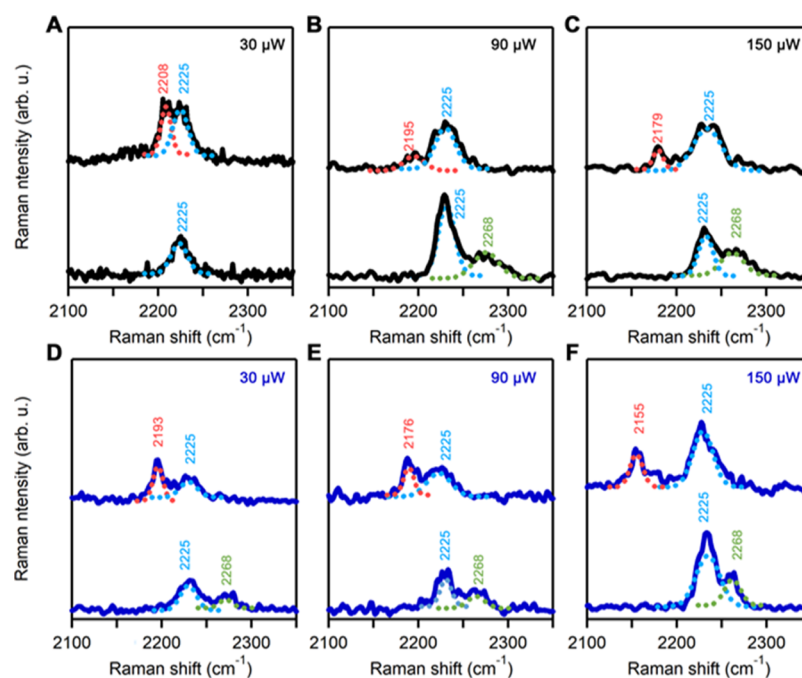 A 30 µW
2208
2225
2225
2100 2200 2300
Raman shift (cm⁻¹)
Raman ntensity (arb. u.)
B 90 µW
2195
2225
2225
2268
2100 2200 2300
Raman shift (cm⁻¹)
C 150 µW
2179
2225
2225
2268
2100 2200 2300
Raman shift (cm⁻¹)
D 30 µW
2193
2225
2225
2268
2100 2200 2300
Raman shift (cm⁻¹)
Raman ntensity (arb. u.)
E 90 µW
2176
2225
2225
2268
2100 2200 2300
Raman shift (cm⁻¹)
F 150 µW
2155
2225
2225
2268
2100 2200 2300
Raman shift (cm⁻¹)